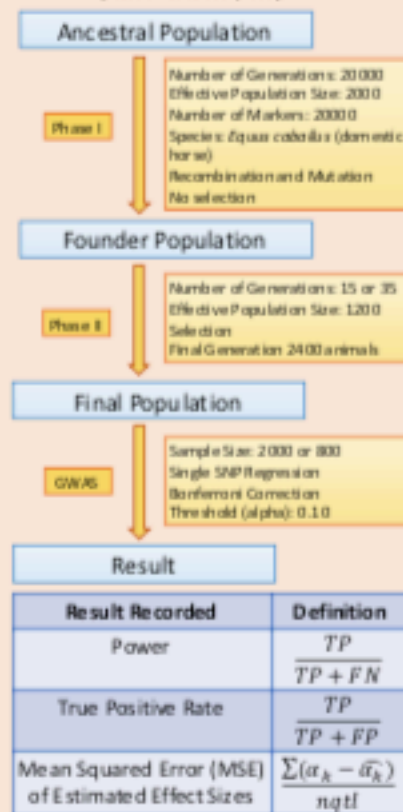 Ancestral Population
Phase I
Number of Generations: 20000
Effective Population Size: 2000
Number of Markers: 20000
Species: Equus caballus (domestic
horse)
Recombination and Mutation
No selection
Founder Population
Phase II
Number of Generations: 15 or 35
Effective Population Size: 1200
Selection
Final Generation 2400 animals
Final Population
GWAS
Sample Size: 2000 or 800
Single SNP Regression
Bonferroni Correction
Threshold (alpha): 0.10
Result
Result Recorded Definition
Power TP / TP + FN
True Positive Rate TP / TP + FP
Mean Squared Error (MSE)
of Estimated Effect Sizes ∑(α_k − α̂_k) / nqtl